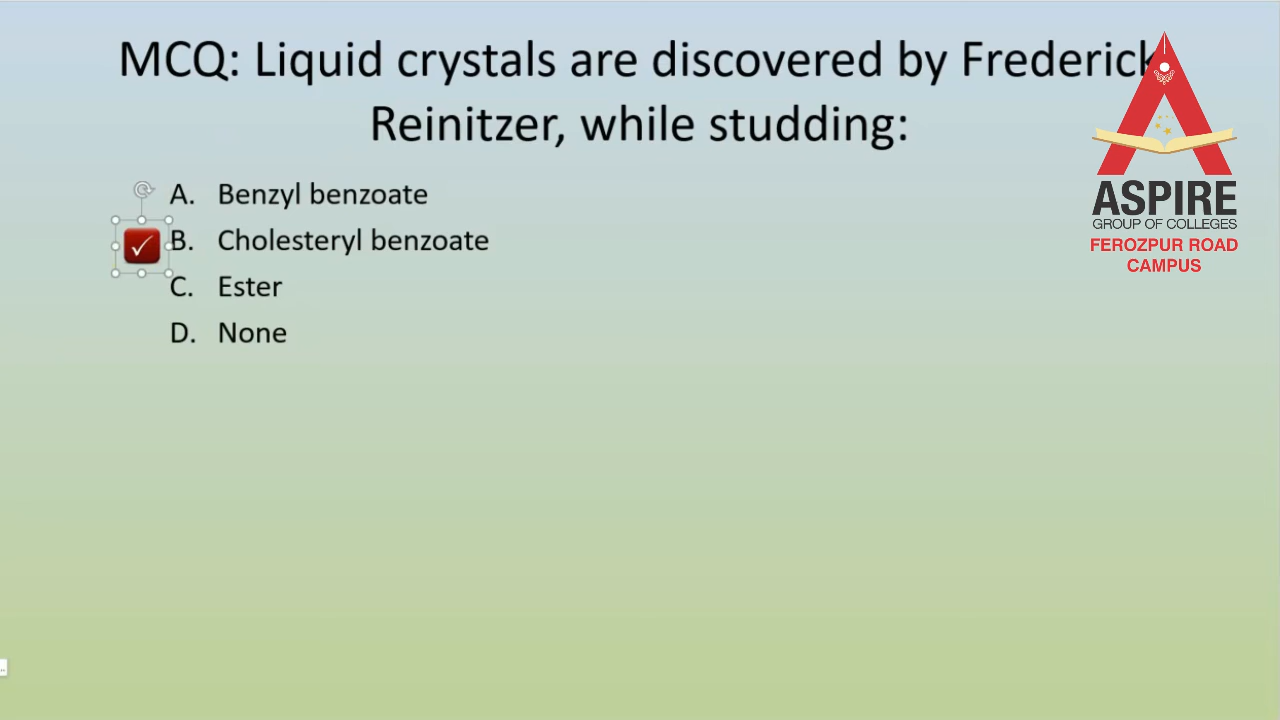 MCQ: Liquid crystals are discovered by Frederick
Reinitzer, while studding:
A. Benzyl benzoate
B. Cholesteryl benzoate
C. Ester
D. None
ASPIRE
GROUP OF COLLEGES
FEROZPUR ROAD
CAMPUS